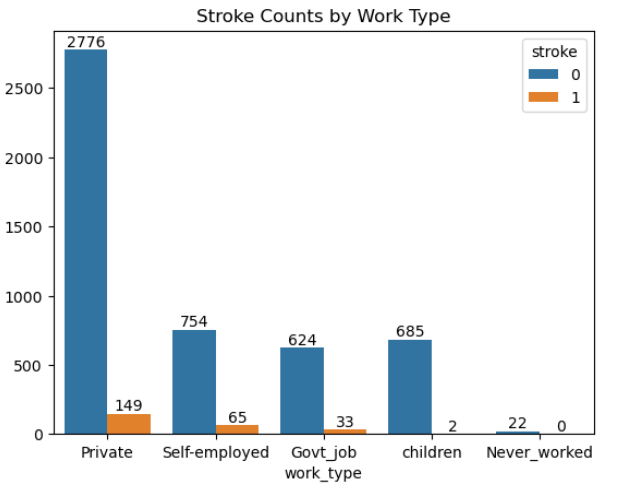 Stroke Counts by Work Type
2776
stroke
0
1
2500
2000
1500
1000
754
685
624
500
149
65
33
2
22
0
0
Private
Self-employed
Govt_job
children
Never_worked
work_type